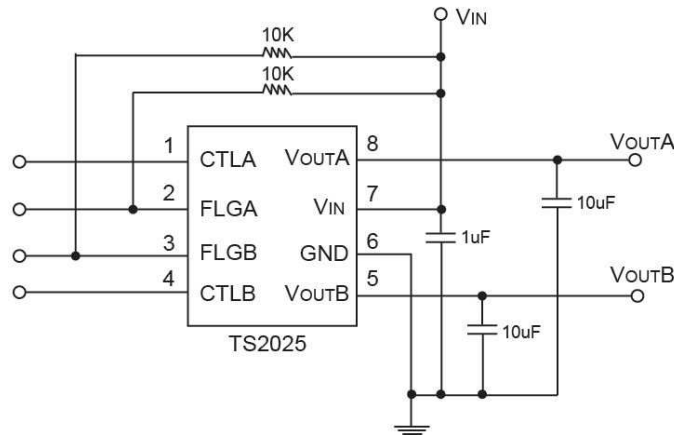 VIN
10K
10K
1 CTLA VOUTA 8 VOUTA
2 FLGA VIN 7 10uF
3 FLGB GND 6 1uF
4 CTLB VOUTB 5 VOUTB
10uF
TS2025